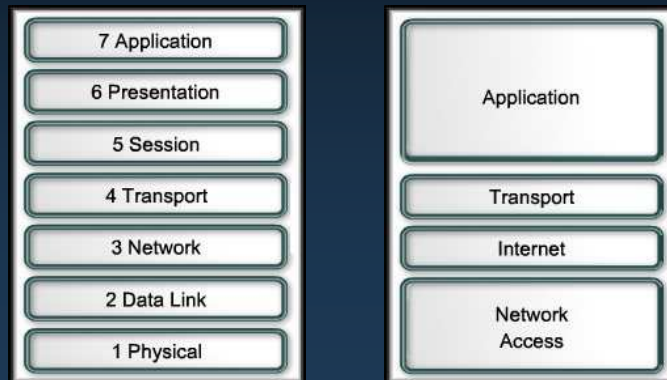 7 Application
6 Presentation
5 Session
4 Transport
3 Network
2 Data Link
1 Physical
Application
Transport
Internet
Network
Access